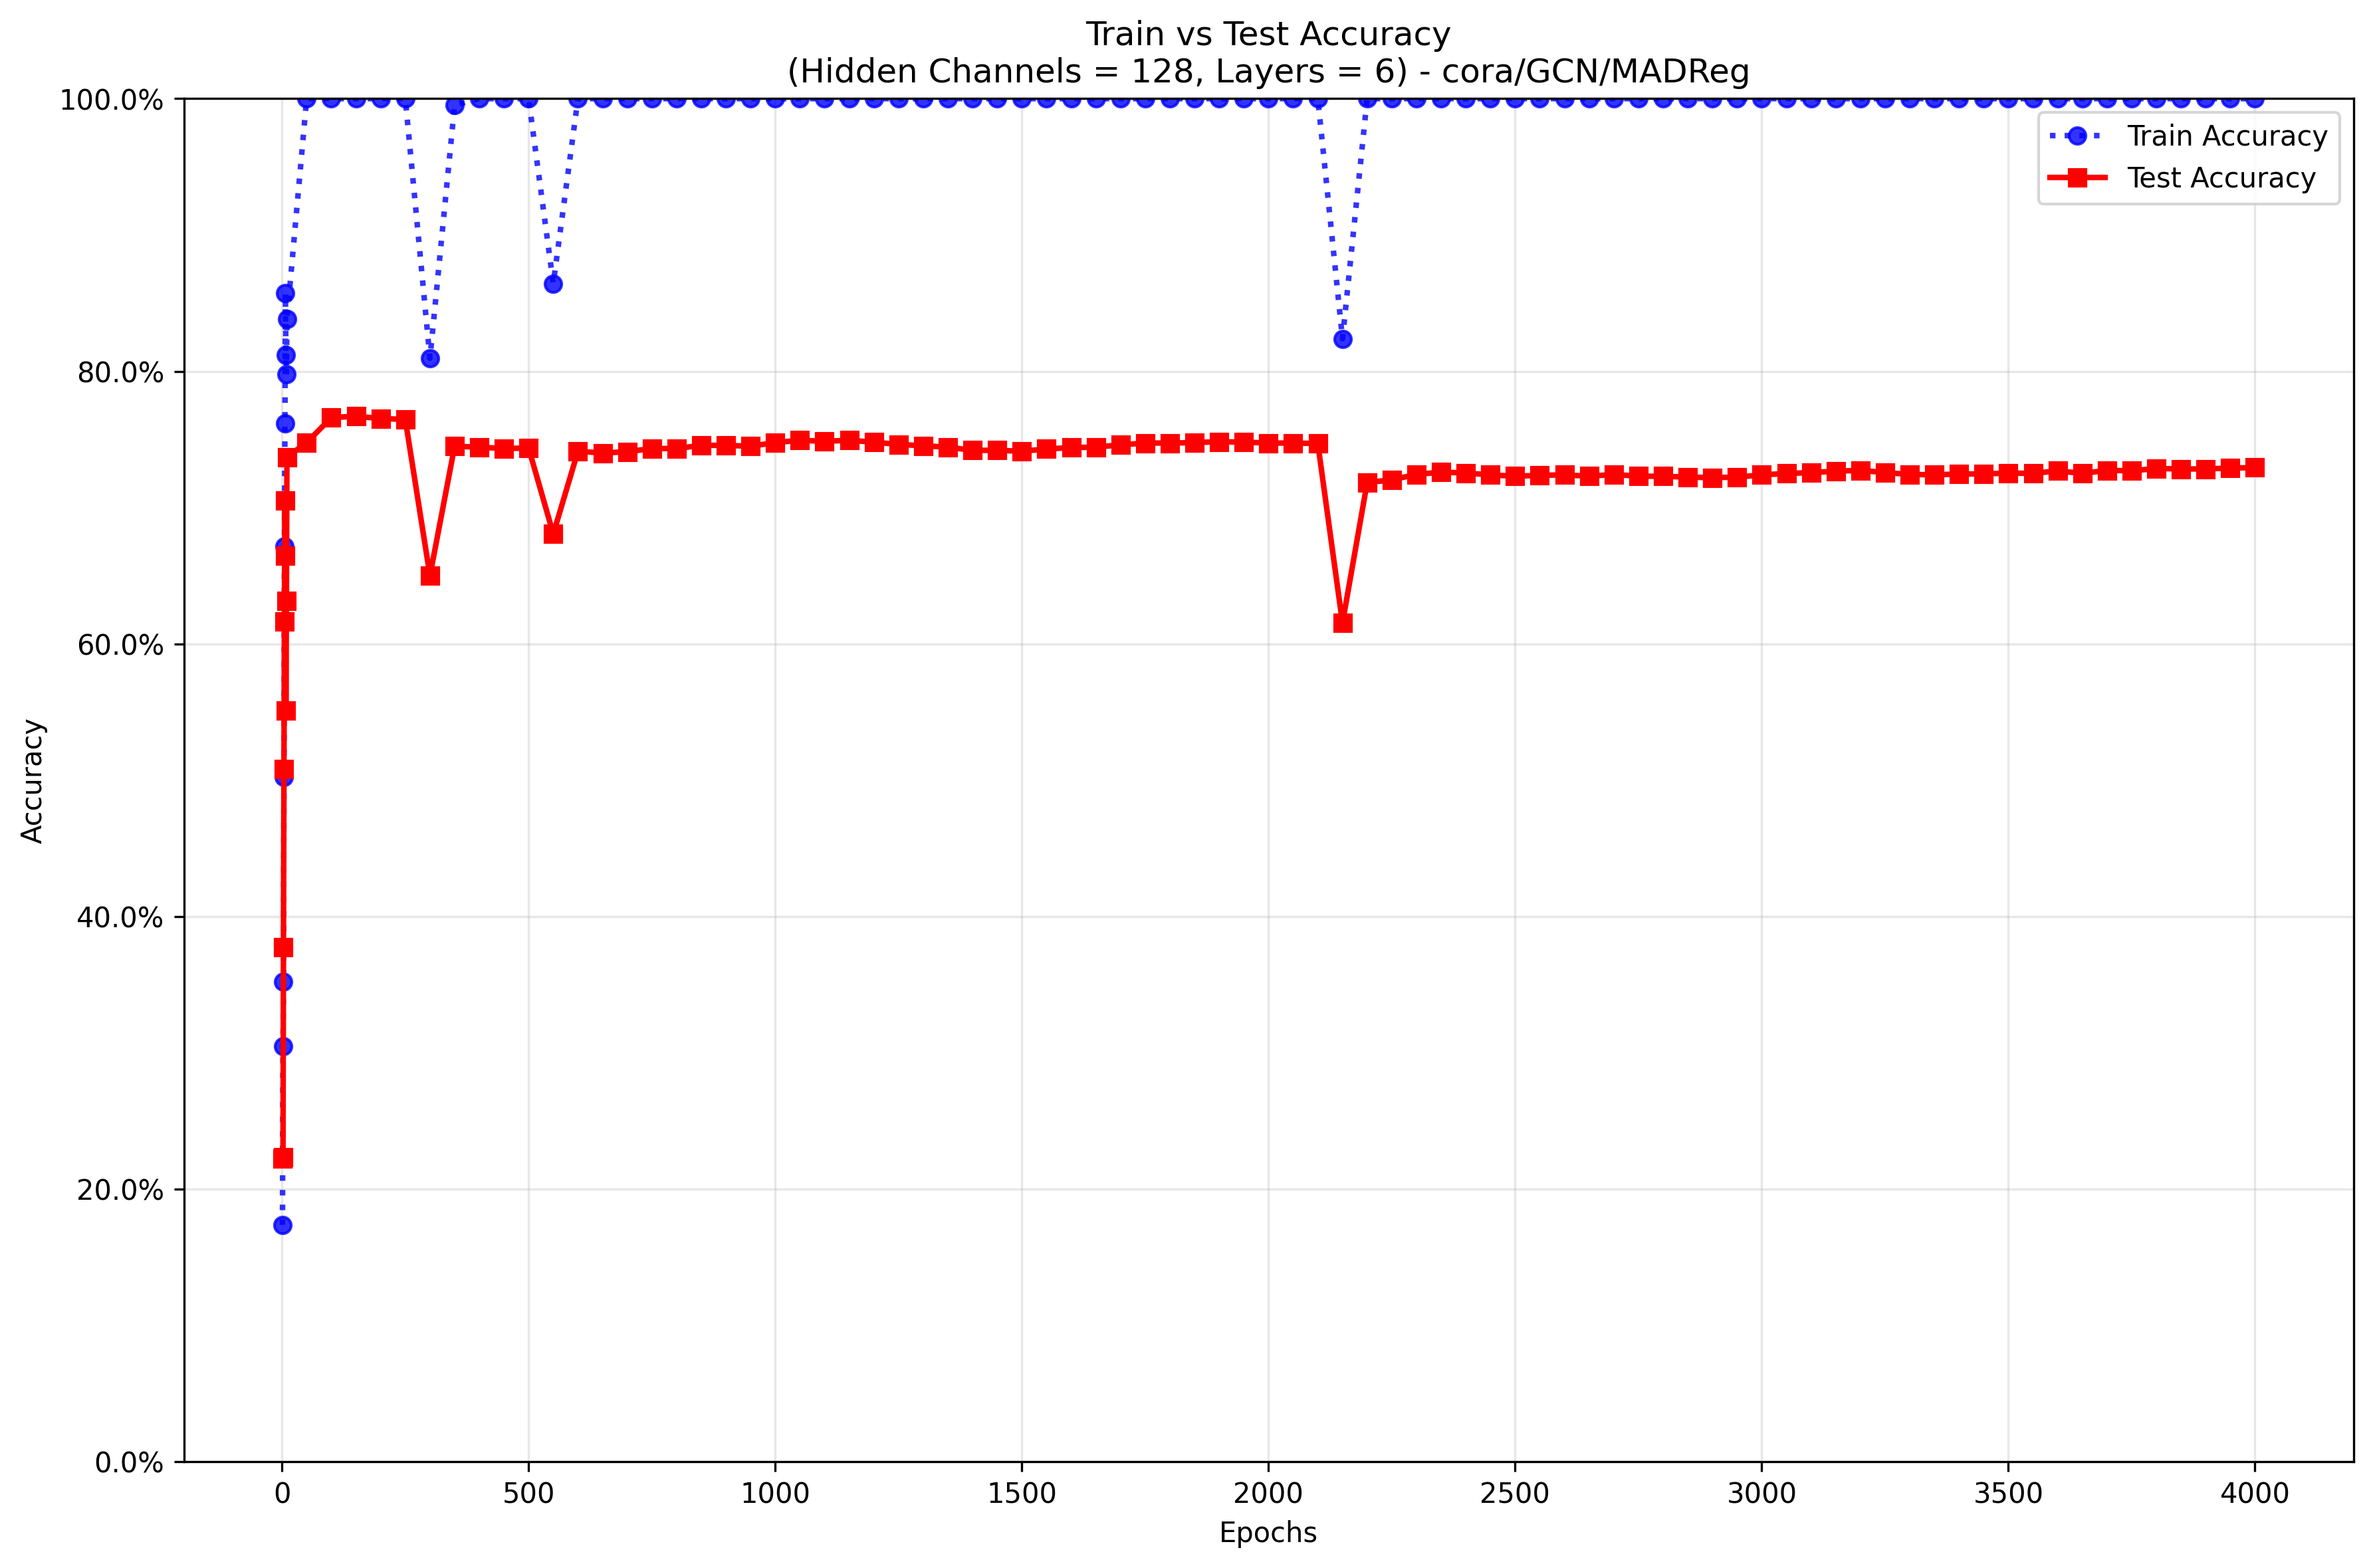 Train vs Test Accuracy
(Hidden Channels = 128, Layers = 6) - cora/GCN/MADReg
100.0%
80.0%
60.0%
40.0%
20.0%
0.0%
Accuracy
Train Accuracy
Test Accuracy
0 500 1000 1500 2000 2500 3000 3500 4000
Epochs